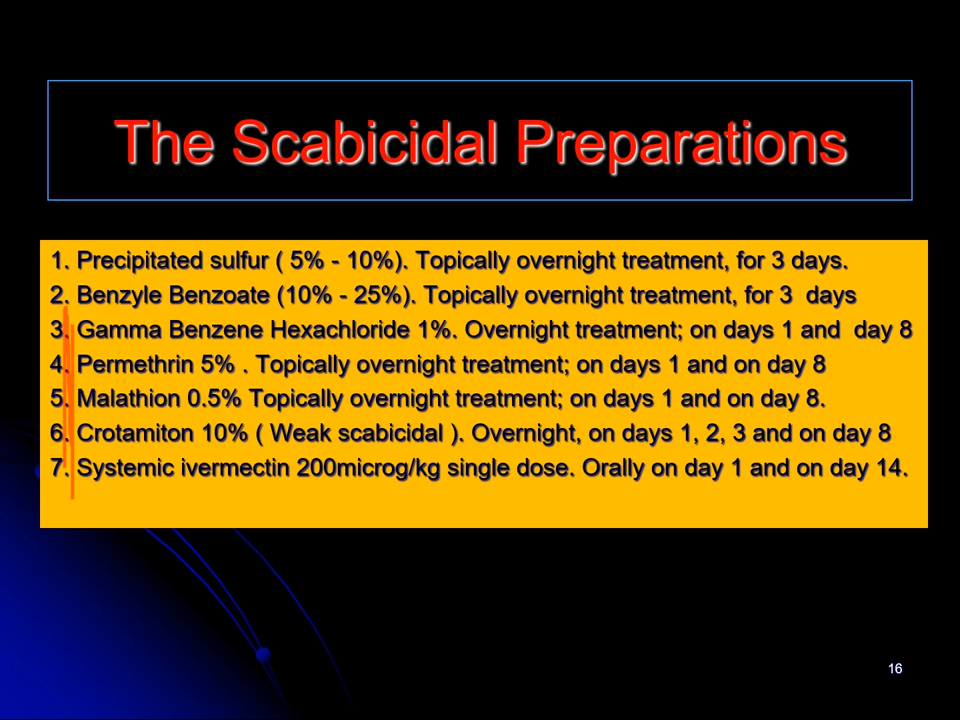 The Scabicidal Preparations
1. Precipitated sulfur ( 5% - 10%). Topically overnight treatment, for 3 days.
2. Benzyle Benzoate (10% - 25%). Topically overnight treatment, for 3 days
3. Gamma Benzene Hexachloride 1%. Overnight treatment; on days 1 and day 8
4. Permethrin 5% . Topically overnight treatment; on days 1 and on day 8
5. Malathion 0.5% Topically overnight treatment; on days 1 and on day 8.
6. Crotamiton 10% ( Weak scabicidal ). Overnight, on days 1, 2, 3 and on day 8
7. Systemic ivermectin 200microg/kg single dose. Orally on day 1 and on day 14.
16